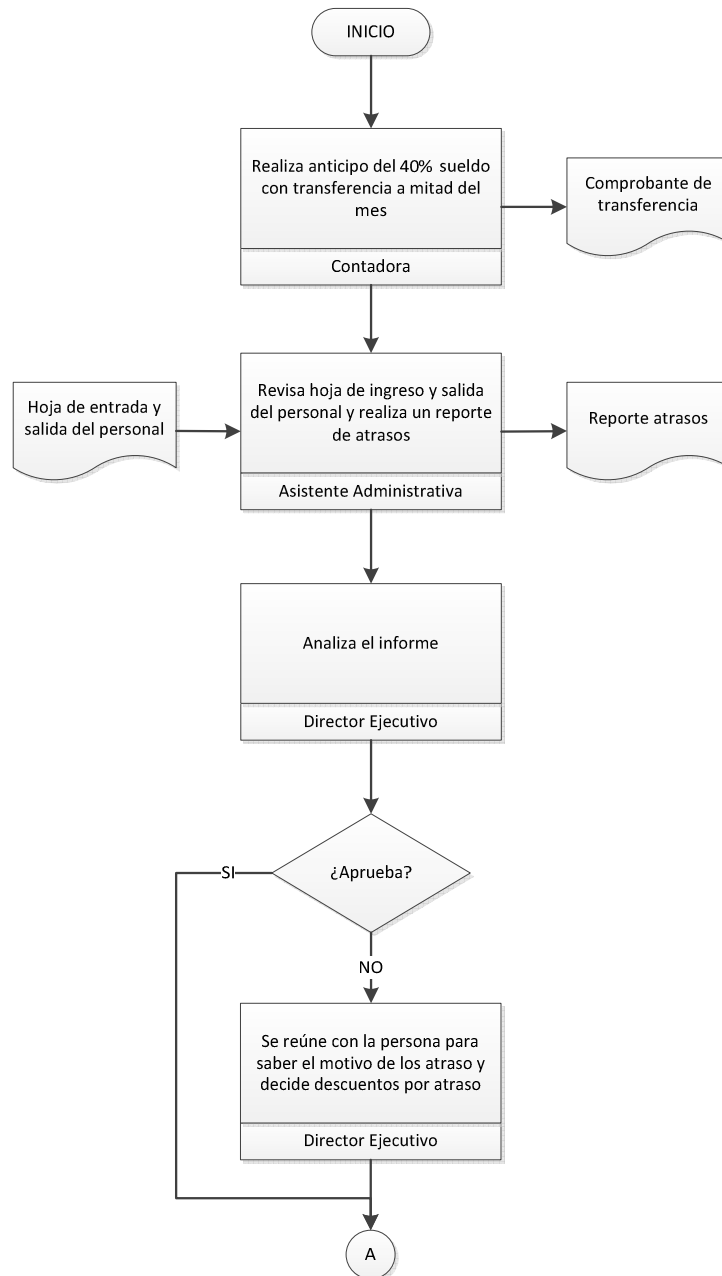 INICIO
Realiza anticipo del 40% sueldo
con transferencia a mitad del
mes
Contadora
Comprobante de
transferencia
Hoja de entrada y
salida del personal
Revisa hoja de ingreso y salida
del personal y realiza un reporte
de atrasos
Asistente Administrativa
Reporte atrasos
Analiza el informe
Director Ejecutivo
¿Aprueba?
SI
NO
Se reúne con la persona para
saber el motivo de los atraso y
decide descuentos por atraso
Director Ejecutivo
A